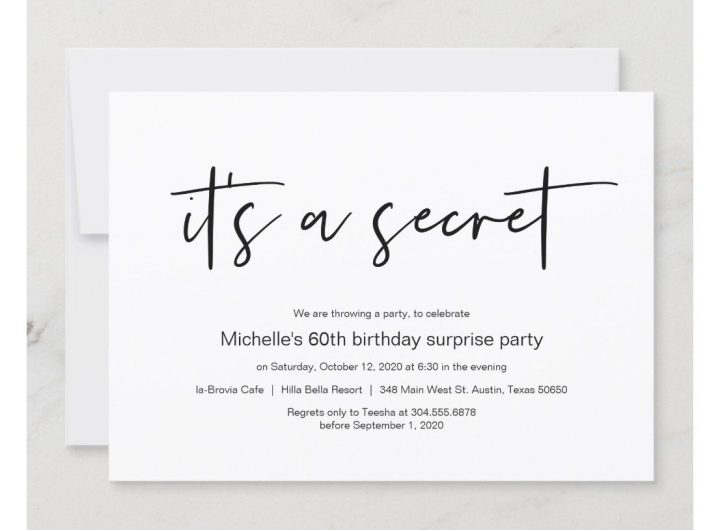 it's a secret
We are throwing a party, to celebrate
Michelle's 60th birthday surprise party
on Saturday, October 12, 2020 at 6:30 in the evening
la-Brovia Cafe | Hilla Bella Resort | 348 Main West St. Austin, Texas 50650
Regrets only to Teesha at 304.555.6878
before September 1, 2020